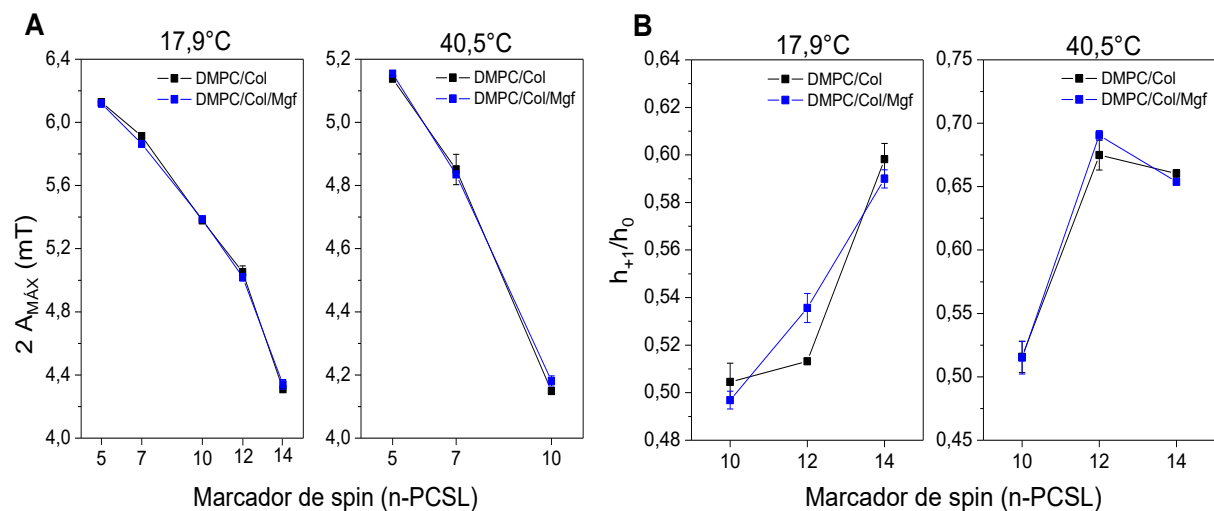 A
B
17,9°C
40,5°C
17,9°C
40,5°C
DMPC/Col
DMPC/Col/Mgf
DMPC/Col
DMPC/Col/Mgf
DMPC/Col
DMPC/Col/Mgf
DMPC/Col
DMPC/Col/Mgf
2 A_MÁX (mT)
6,4
6,0
5,6
5,2
4,8
4,4
4,0
5 7 10 12 14
5,2
5,0
4,8
4,6
4,4
4,2
4,0
5 7 10
Marcador de spin (n-PCSL)
h+1/h0
0,64
0,62
0,60
0,58
0,56
0,54
0,52
0,50
0,48
10 12 14
0,75
0,70
0,65
0,60
0,55
0,50
0,45
10 12 14
Marcador de spin (n-PCSL)